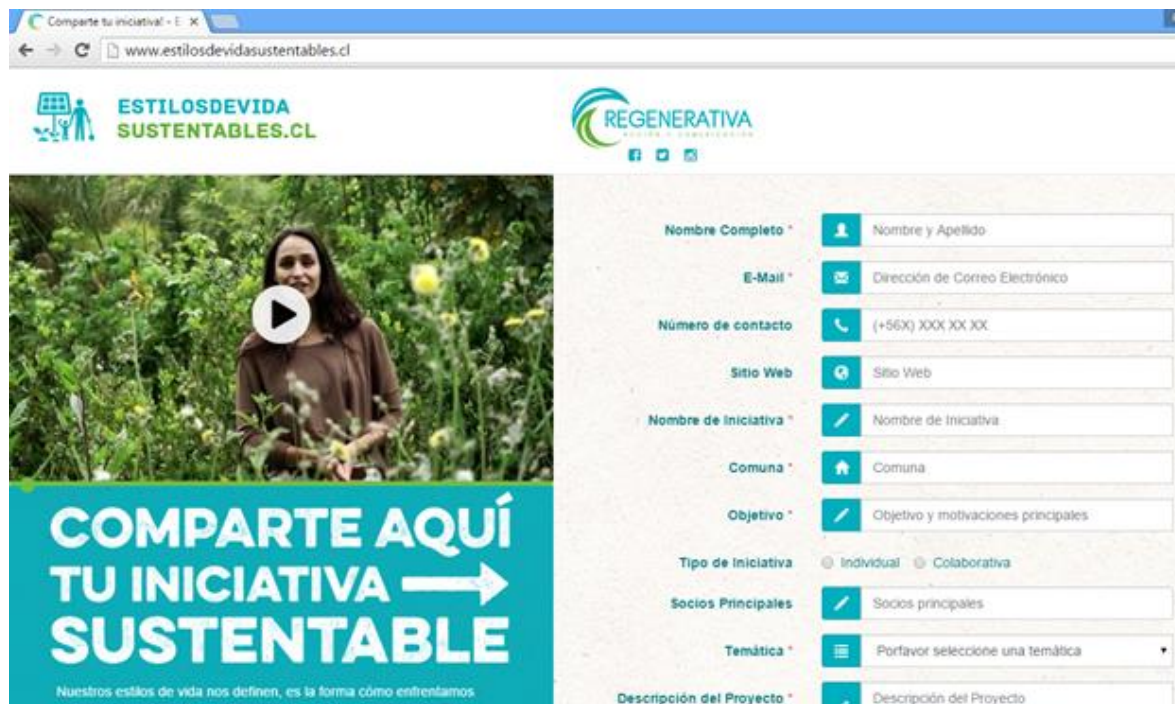 Comparte tu iniciativa! - E
www.estilosdevidasustentables.cl
ESTILOSDEVIDA
SUSTENTABLES.CL
REGENERATIVA
Nombre Completo *
Nombre y Apellido
E-Mail *
Dirección de Correo Electrónico
Número de contacto
(+56X) XXX XX XX
Sitio Web
Sitio Web
Nombre de Iniciativa *
Nombre de Iniciativa
Comuna *
Comuna
Objetivo *
Objetivo y motivaciones principales
Tipo de Iniciativa
Individual
Colaborativa
Socios Principales
Socios principales
Temática *
Porfavor seleccione una temática
Descripción del Proyecto *
Descripción del Proyecto
COMPARTE AQUÍ
TU INICIATIVA
SUSTENTABLE
Nuestros estilos de vida nos definen, es la forma cómo enfrentamos